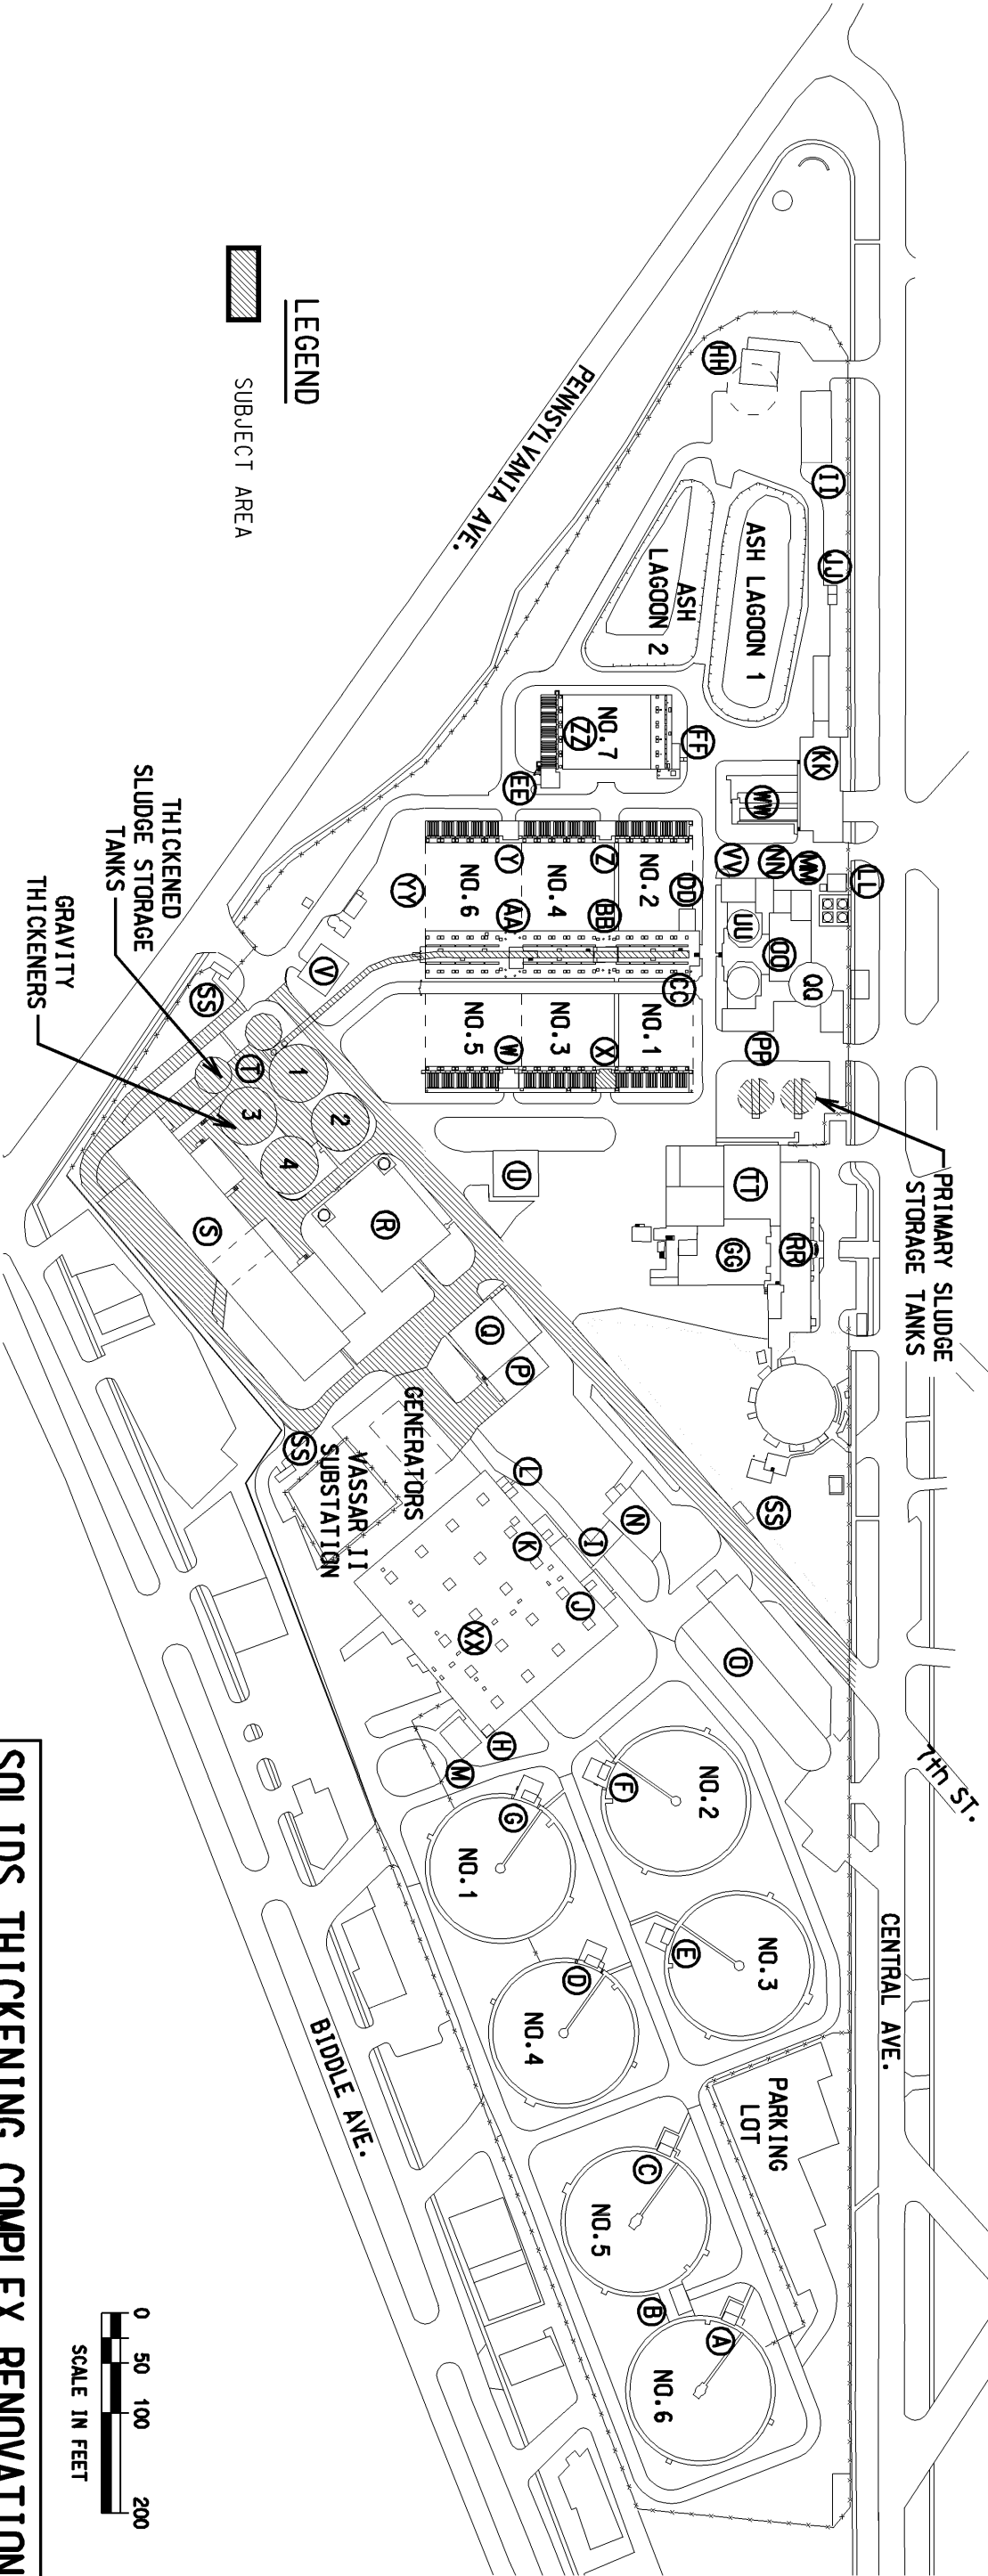 7th ST.
PRIMARY SLUDGE
STORAGE TANKS
CENTRAL AVE.
LL
JJ
II
KK
MM
QQ
RR
NN
OO
PARKING
LOT
SS
WW
ASH LAGOON 1
PP
TT
NO.3
VV
UU
GG
O
HH
NO.2
A
FF
DD
CC
E
ASH
LAGOON 2
NO.2
NO.1
NO.6
B
C
N
F
NO.7
ZZ
Z
BB
X
I
NO.5
J
D
NO.4
NO.3
NO.4
EE
L
K
P
U
G
Y
AA
W
H
Q
XX
NO.6
NO.5
NO.1
M
PENNSYLVANIA AVE.
YY
GENERATORS
R
VASSAR II
SUBSTATION
2
V
1
4
3
T
SS
BIDDLE AVE.
LEGEND
SUBJECT AREA
SS
S
THICKENED
SLUDGE STORAGE
TANKS
GRAVITY
THICKENERS
0 50 100 200
SCALE IN FEET
SOLIDS THICKENING COMPLEX RENOVATION